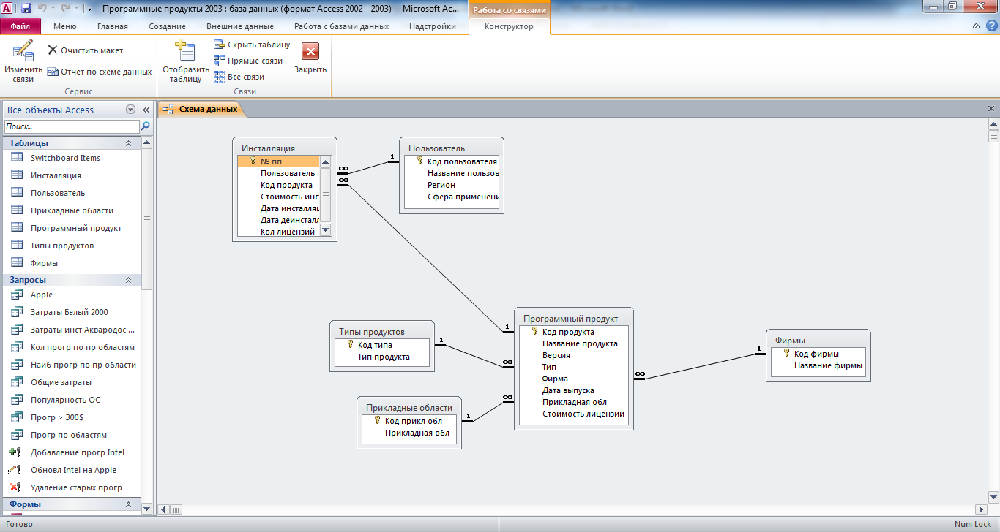 Программные продукты 2003 : база данных (формат Access 2002 - 2003) - Microsoft Ac...
Работа со связями
Файл Меню Главная Создание Внешние данные Работа с базами данных Надстройки Конструктор
Изменить связи
Очистить макет
Отчет по схеме данных
Сервис
Отобразить таблицу
Скрыть таблицу
Прямые связи
Все связи
Закрыть
Связи
Все объекты Access
Поиск...
Таблицы
Switchboard Items
Инсталляция
Пользователь
Прикладные области
Программный продукт
Типы продуктов
Фирмы
Запросы
Apple
Затраты Белый 2000
Затраты инст Аквародос ...
Кол прогр по пр областям
Наиб прогр по пр области
Общие затраты
Популярность ОС
Прогр > 300$
Прогр по областям
Добавление прогр Intel
Обновл Intel на Apple
Удаление старых прогр
Формы
Схема данных
Инсталляция
№ пп
Пользователь
Код продукта
Стоимость инс
Дата инсталляц
Дата деинсталл
Кол лицензий
∞
∞
1
Пользователь
Код пользователя
Название пользов
Регион
Сфера применени
Типы продуктов
Код типа
Тип продукта
1
Прикладные области
Код прикл обл
Прикладная обл
1
1
∞
∞
Программный продукт
Код продукта
Название продукта
Версия
Тип
Фирма
Дата выпуска
Прикладная обл
Стоимость лицензии
∞
1
Фирмы
Код фирмы
Название фирмы
Готово
Num Lock